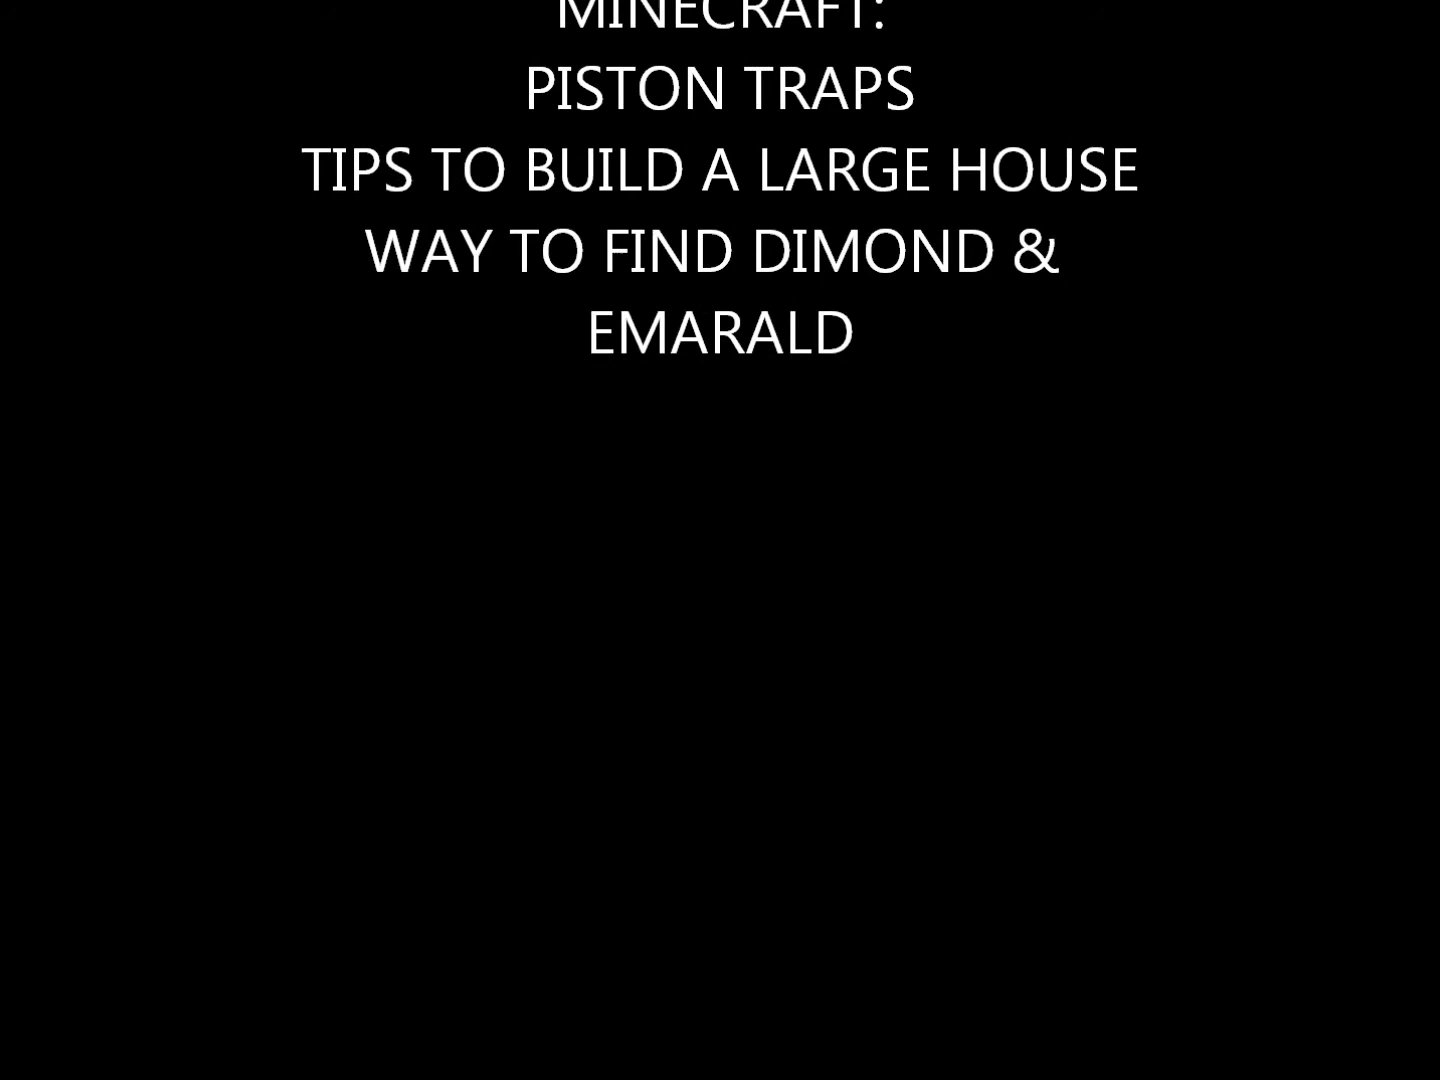 MINECRAFT:
PISTON TRAPS
TIPS TO BUILD A LARGE HOUSE
WAY TO FIND DIMOND &
EMARALD